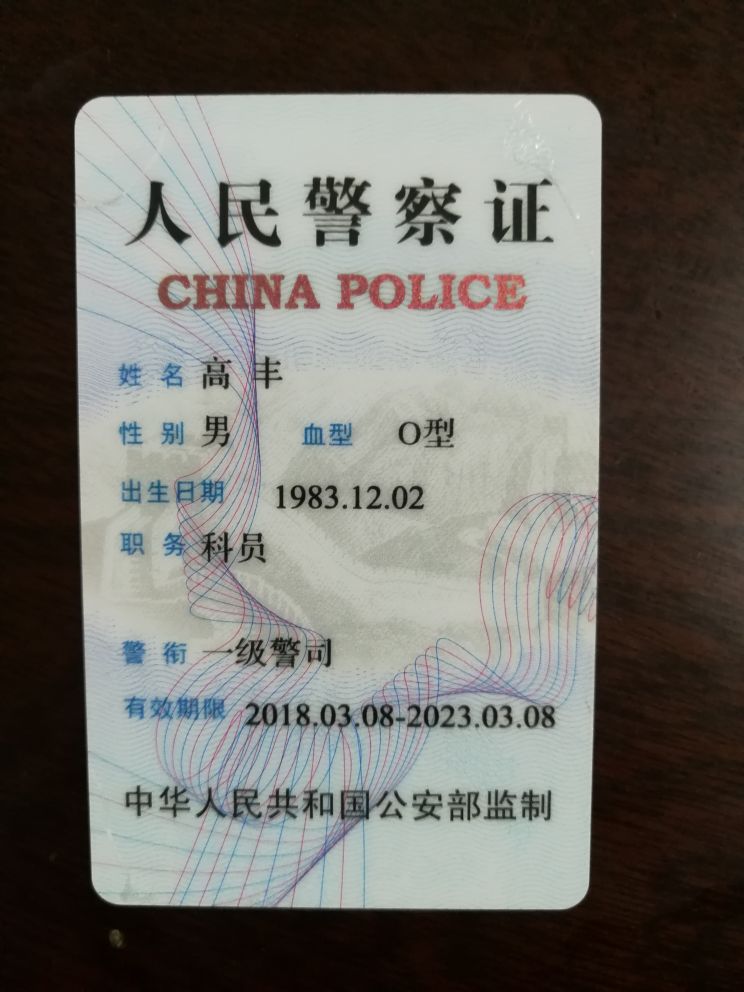 人民警察证
CHINA POLICE
姓 名 高 丰
性 别 男 血型 O型
出生日期 1983.12.02
职 务 科员
警 衔 一级警司
有效期限 2018.03.08-2023.03.08
中华人民共和国公安部监制